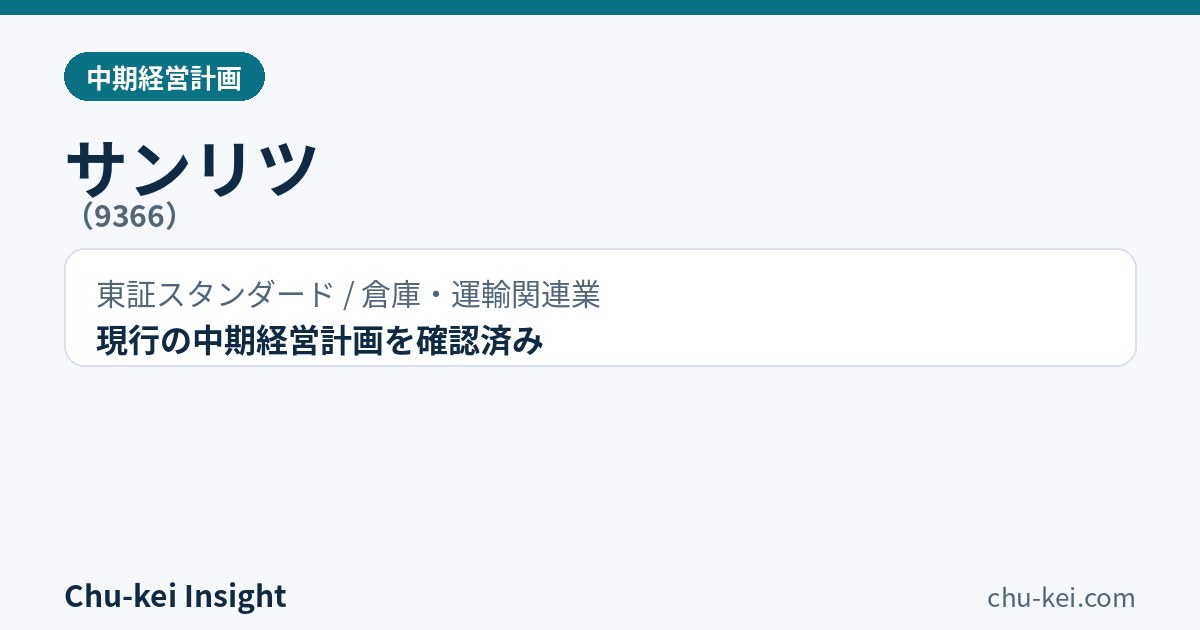 中期経営計画
サンリツ
（9366）
東証スタンダード / 倉庫・運輸関連業
現行の中期経営計画を確認済み
Chu-kei Insight
chu-kei.com